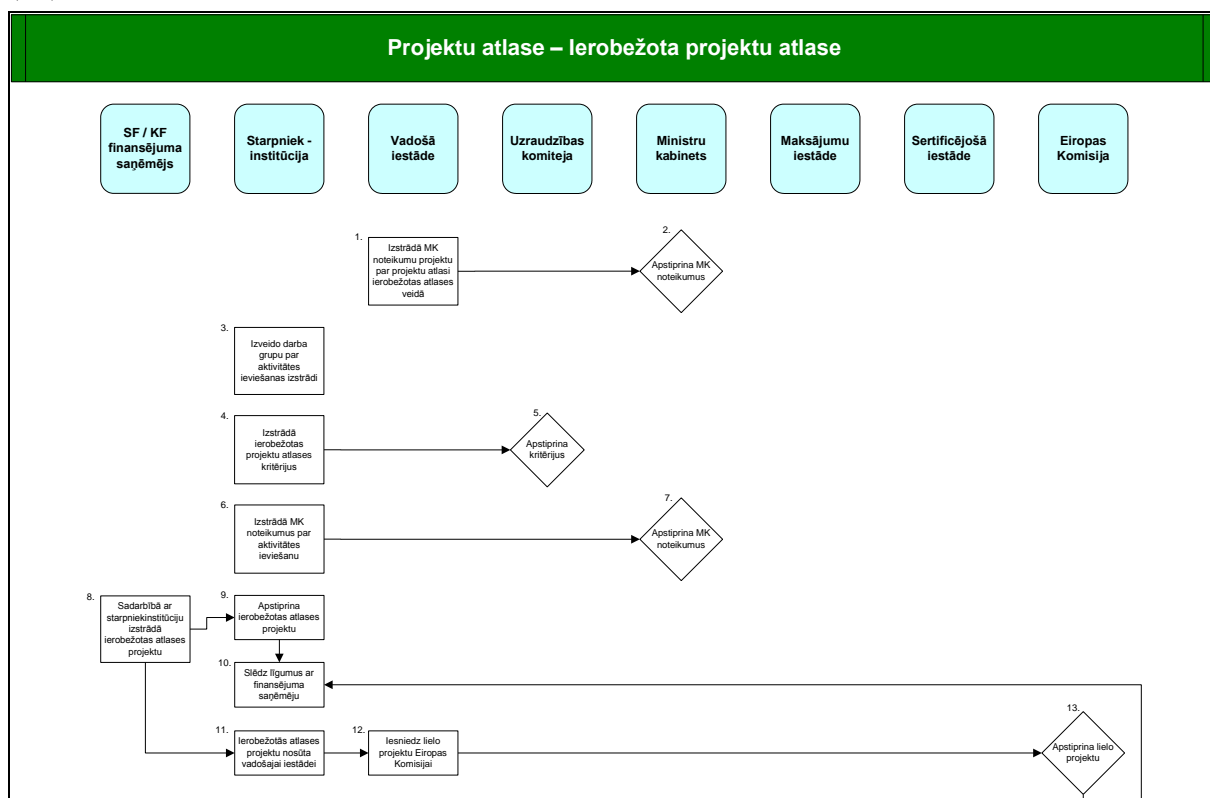 Projektu atlase – Ierobežota projektu atlase
SF / KF
finansējuma
saņēmējs
Starpniek -
institūcija
Vadošā
iestāde
Uzraudzības
komiteja
Ministru
kabinets
Maksājumu
iestāde
Sertificējošā
iestāde
Eiropas
Komisija
1.
Izstrādā MK
noteikumu projektu
par projektu atlasi
ierobežotas atlases
veidā
2.
Apstiprina MK
noteikumus
3.
Izveido darba
grupu par
aktivitātes
ieviešanas izstrādi
4.
Izstrādā
ierobežotas
projektu atlases
kritērijus
5.
Apstiprina
kritērijus
6.
Izstrādā MK
noteikumus par
aktivitātes
ieviešanu
7.
Apstiprina MK
noteikumus
8.
Sadarbībā ar
starpniekinstitūciju
izstrādā
ierobežotas atlases
projektu
9.
Apstiprina
ierobežotas atlases
projektu
10.
Slēdz līgumus ar
finansējuma
saņēmēju
11.
Ierobežotās atlases
projektu nosūta
vadošajai iestādei
12.
Iesniedz lielo
projektu Eiropas
Komisijai
13.
Apstiprina lielo
projektu